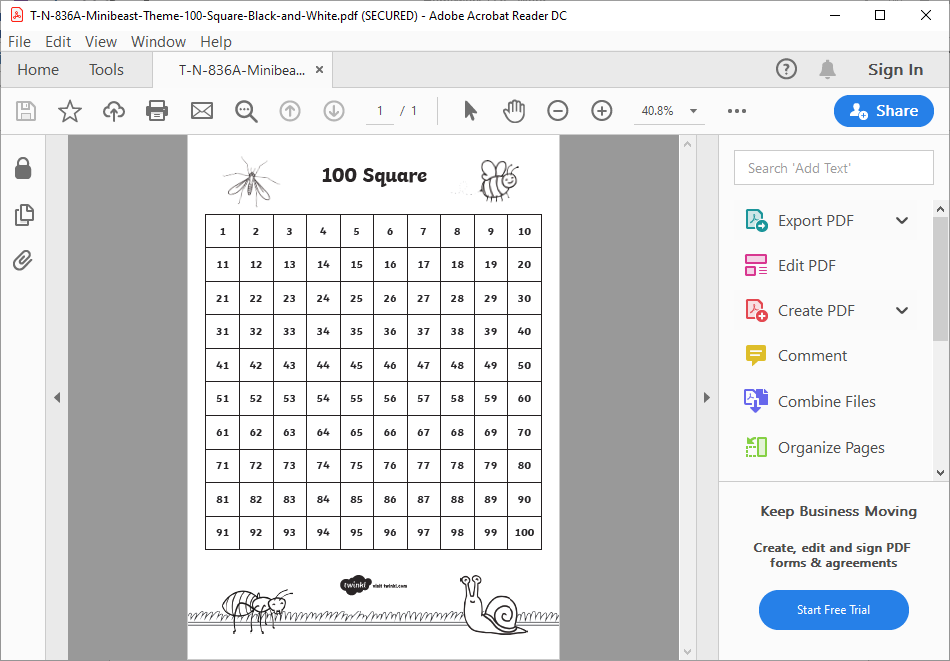 T-N-836A-Minibeast-Theme-100-Square-Black-and-White.pdf (SECURED) - Adobe Acrobat Reader DC
File Edit View Window Help
Home Tools T-N-836A-Minibea... × Sign In
1 / 1 40.8% Share
Search 'Add Text'
Export PDF
Edit PDF
Create PDF
Comment
Combine Files
Organize Pages
Keep Business Moving
Create, edit and sign PDF
forms & agreements
Start Free Trial
100 Square
1 2 3 4 5 6 7 8 9 10
11 12 13 14 15 16 17 18 19 20
21 22 23 24 25 26 27 28 29 30
31 32 33 34 35 36 37 38 39 40
41 42 43 44 45 46 47 48 49 50
51 52 53 54 55 56 57 58 59 60
61 62 63 64 65 66 67 68 69 70
71 72 73 74 75 76 77 78 79 80
81 82 83 84 85 86 87 88 89 90
91 92 93 94 95 96 97 98 99 100
twinkl visit twinkl.com